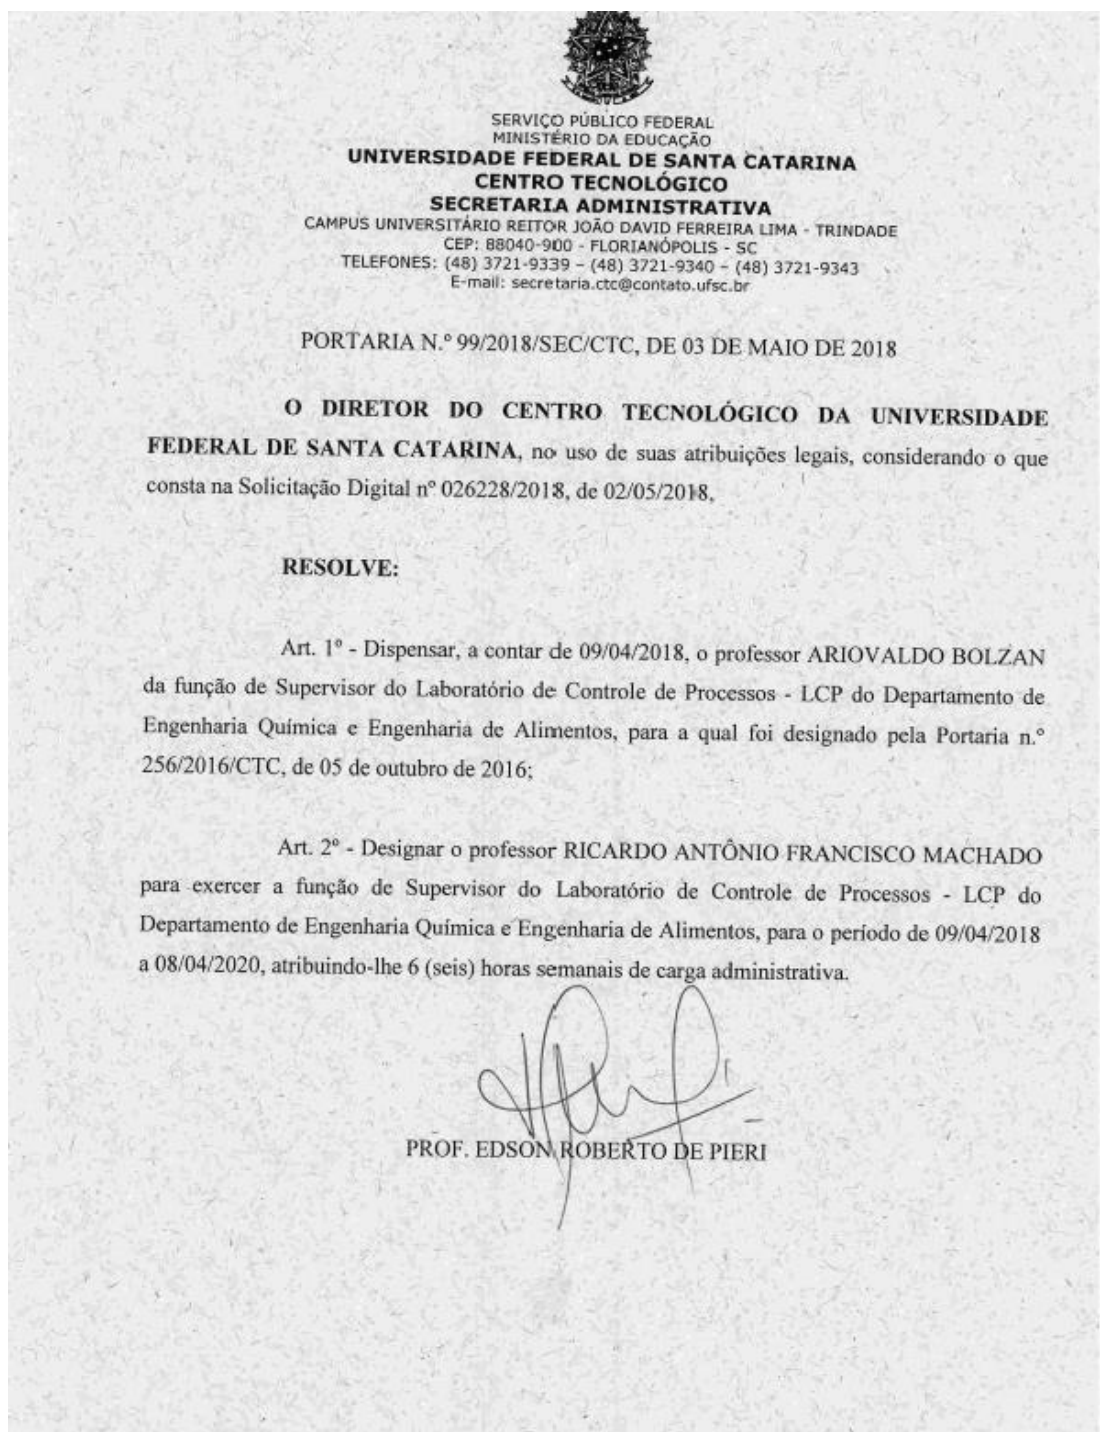 SERVIÇO PÚBLICO FEDERAL
MINISTÉRIO DA EDUCAÇÃO
UNIVERSIDADE FEDERAL DE SANTA CATARINA
CENTRO TECNOLÓGICO
SECRETARIA ADMINISTRATIVA
CAMPUS UNIVERSITÁRIO REITOR JOÃO DAVID FERREIRA LIMA - TRINDADE
CEP: 88040-900 - FLORIANÓPOLIS - SC
TELEFONES: (48) 3721-9339 – (48) 3721-9340 – (48) 3721-9343
E-mail: secretaria.ctc@contato.ufsc.br
PORTARIA N.º 99/2018/SEC/CTC, DE 03 DE MAIO DE 2018
O DIRETOR DO CENTRO TECNOLÓGICO DA UNIVERSIDADE
FEDERAL DE SANTA CATARINA, no uso de suas atribuições legais, considerando o que
consta na Solicitação Digital nº 026228/2018, de 02/05/2018,
RESOLVE:
Art. 1º - Dispensar, a contar de 09/04/2018, o professor ARIOVALDO BOLZAN
da função de Supervisor do Laboratório de Controle de Processos - LCP do Departamento de
Engenharia Química e Engenharia de Alimentos, para a qual foi designado pela Portaria n.º
256/2016/CTC, de 05 de outubro de 2016;
Art. 2º - Designar o professor RICARDO ANTÔNIO FRANCISCO MACHADO
para exercer a função de Supervisor do Laboratório de Controle de Processos - LCP do
Departamento de Engenharia Química e Engenharia de Alimentos, para o período de 09/04/2018
a 08/04/2020, atribuindo-lhe 6 (seis) horas semanais de carga administrativa.
PROF. EDSON ROBERTO DE PIERI